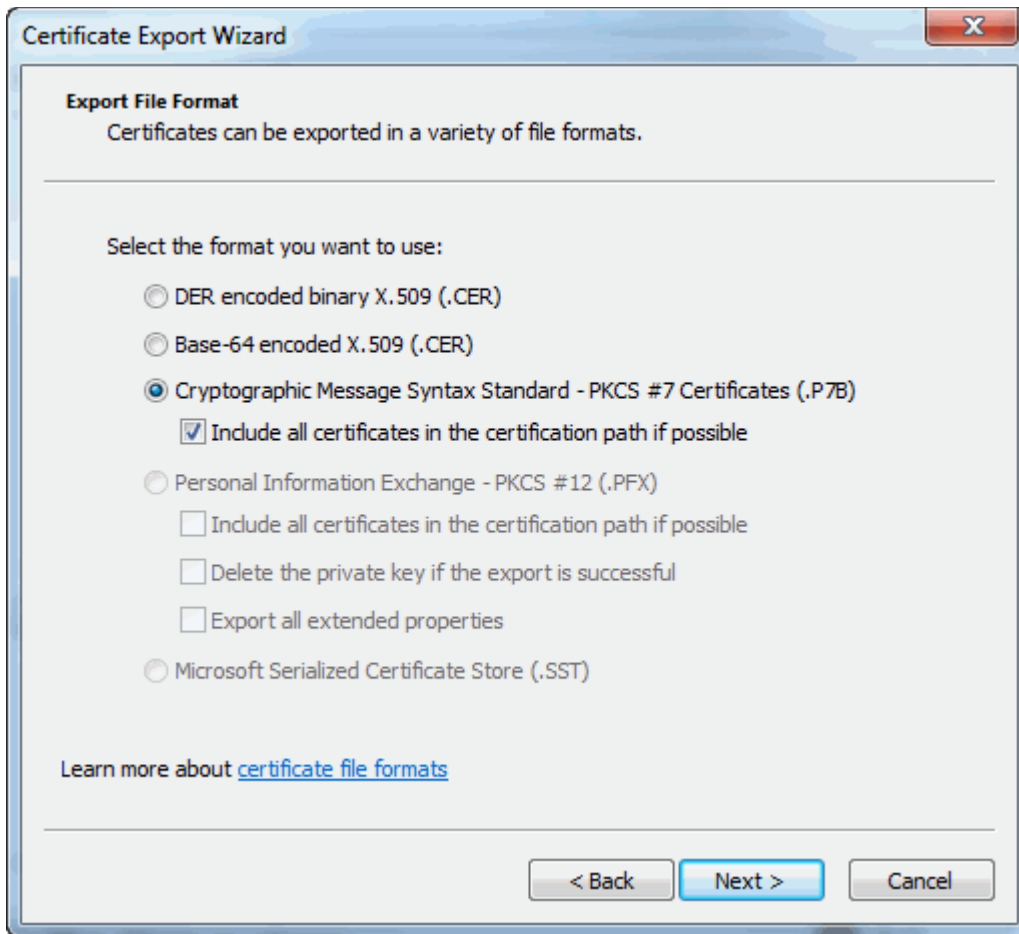 Certificate Export Wizard
Export File Format
Certificates can be exported in a variety of file formats.
Select the format you want to use:
DER encoded binary X.509 (.CER)
Base-64 encoded X.509 (.CER)
Cryptographic Message Syntax Standard - PKCS #7 Certificates (.P7B)
Include all certificates in the certification path if possible
Personal Information Exchange - PKCS #12 (.PFX)
Include all certificates in the certification path if possible
Delete the private key if the export is successful
Export all extended properties
Microsoft Serialized Certificate Store (.SST)
Learn more about certificate file formats
< Back Next > Cancel